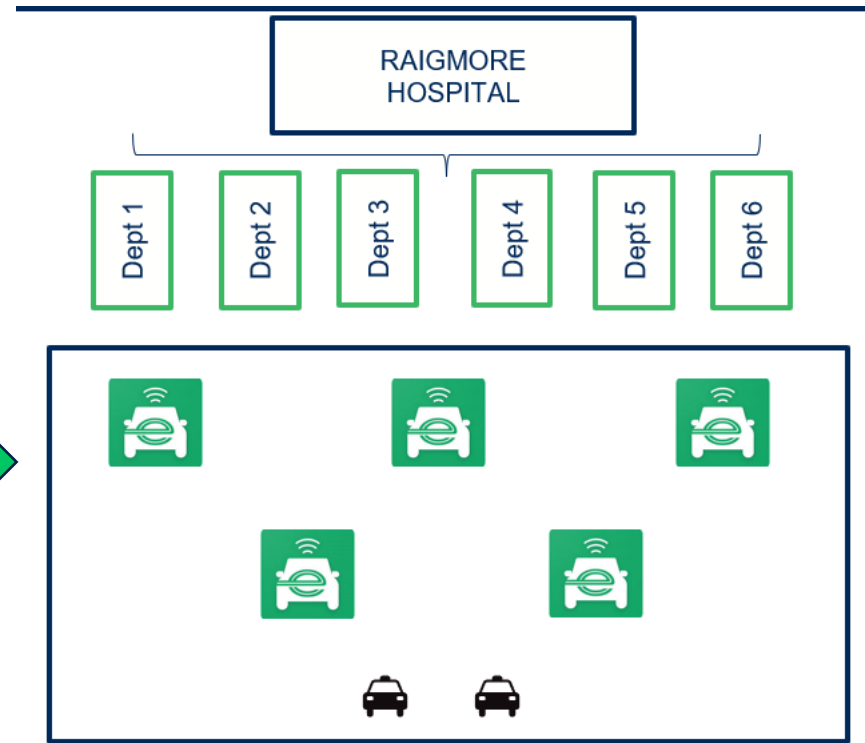 RAIGMORE
HOSPITAL
Dept 1
Dept 2
Dept 3
Dept 4
Dept 5
Dept 6